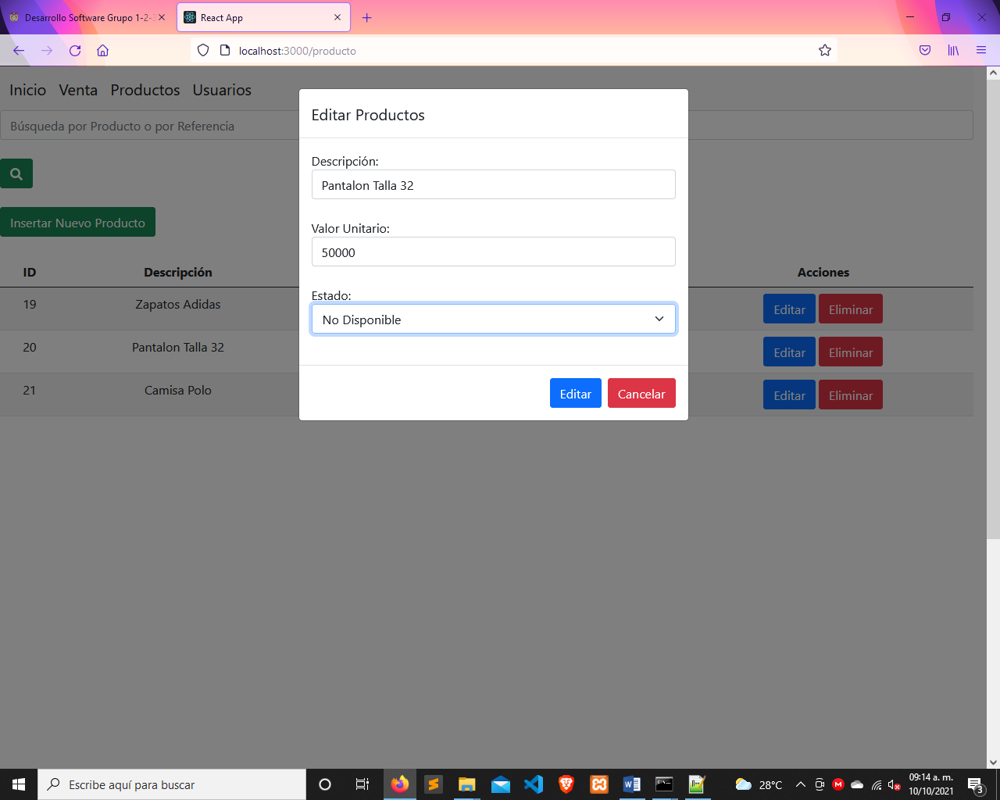 Desarrollo Software Grupo 1-2-3
React App
localhost:3000/producto
Inicio Venta Productos Usuarios
Búsqueda por Producto o por Referencia
Insertar Nuevo Producto
ID Descripción Acciones
19 Zapatos Adidas Editar Eliminar
20 Pantalon Talla 32 Editar Eliminar
21 Camisa Polo Editar Eliminar
Editar Productos
Descripción:
Pantalon Talla 32
Valor Unitario:
50000
Estado:
No Disponible
Editar Cancelar
Escribe aquí para buscar
28°C
09:14 a. m.
10/10/2021
3